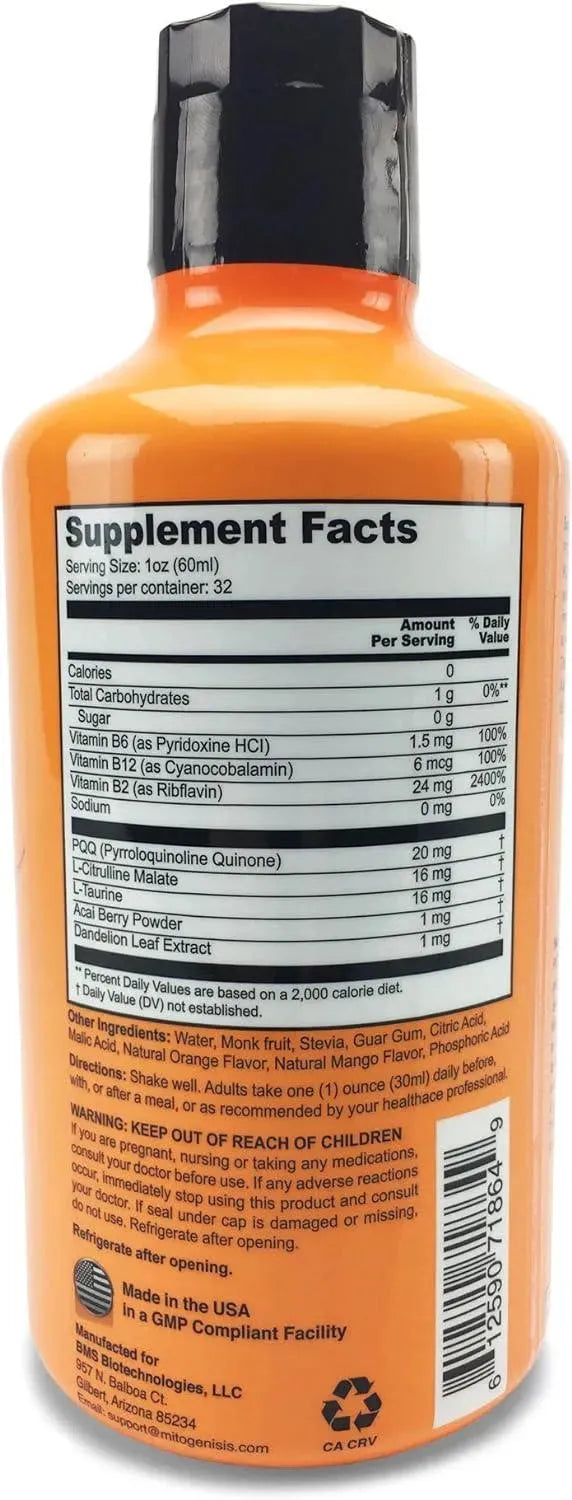 Supplement Facts
Serving Size: 1oz (60ml)
Servings per container: 32
Amount Per Serving % Daily Value
Calories 0
Total Carbohydrates 1 g 0%**
Sugar 0 g
Vitamin B6 (as Pyridoxine HCI) 1.5 mg 100%
Vitamin B12 (as Cyanocobalamin) 6 mcg 100%
Vitamin B2 (as Ribflavin) 24 mg 2400%
Sodium 0 mg 0%
PQQ (Pyrroloquinoline Quinone) 20 mg †
L-Citrulline Malate 16 mg †
L-Taurine 16 mg †
Acai Berry Powder 1 mg †
Dandelion Leaf Extract 1 mg †
** Percent Daily Values are based on a 2,000 calorie diet.
† Daily Value (DV) not established.
Other Ingredients: Water, Monk fruit, Stevia, Guar Gum, Citric Acid,
Malic Acid, Natural Orange Flavor, Natural Mango Flavor, Phosphoric Acid
Directions: Shake well. Adults take one (1) ounce (30ml) daily before,
with, or after a meal, or as recommended by your healthace professional.
WARNING: KEEP OUT OF REACH OF CHILDREN
If you are pregnant, nursing or taking any medications,
consult your doctor before use. If any adverse reactions
occur, immediately stop using this product and consult
your doctor. If seal under cap is damaged or missing,
do not use. Refrigerate after opening.
Refrigerate after opening.
Made in the USA
in a GMP Compliant Facility
Manufacted for
BMS Biotechnologies, LLC
957 N. Balboa Ct.
Gilbert, Arizona 85234
Email: support@mitogenisis.com
CA CRV
6 12590 71864 9